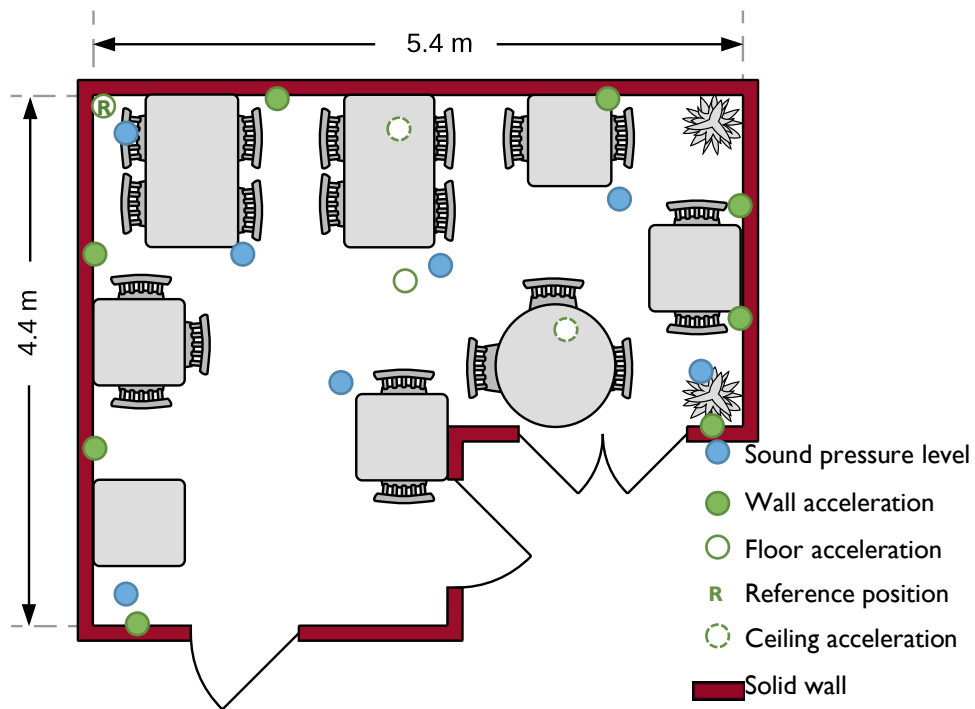 5.4 m
R
4.4 m
Sound pressure level
Wall acceleration
Floor acceleration
R Reference position
Ceiling acceleration
Solid wall